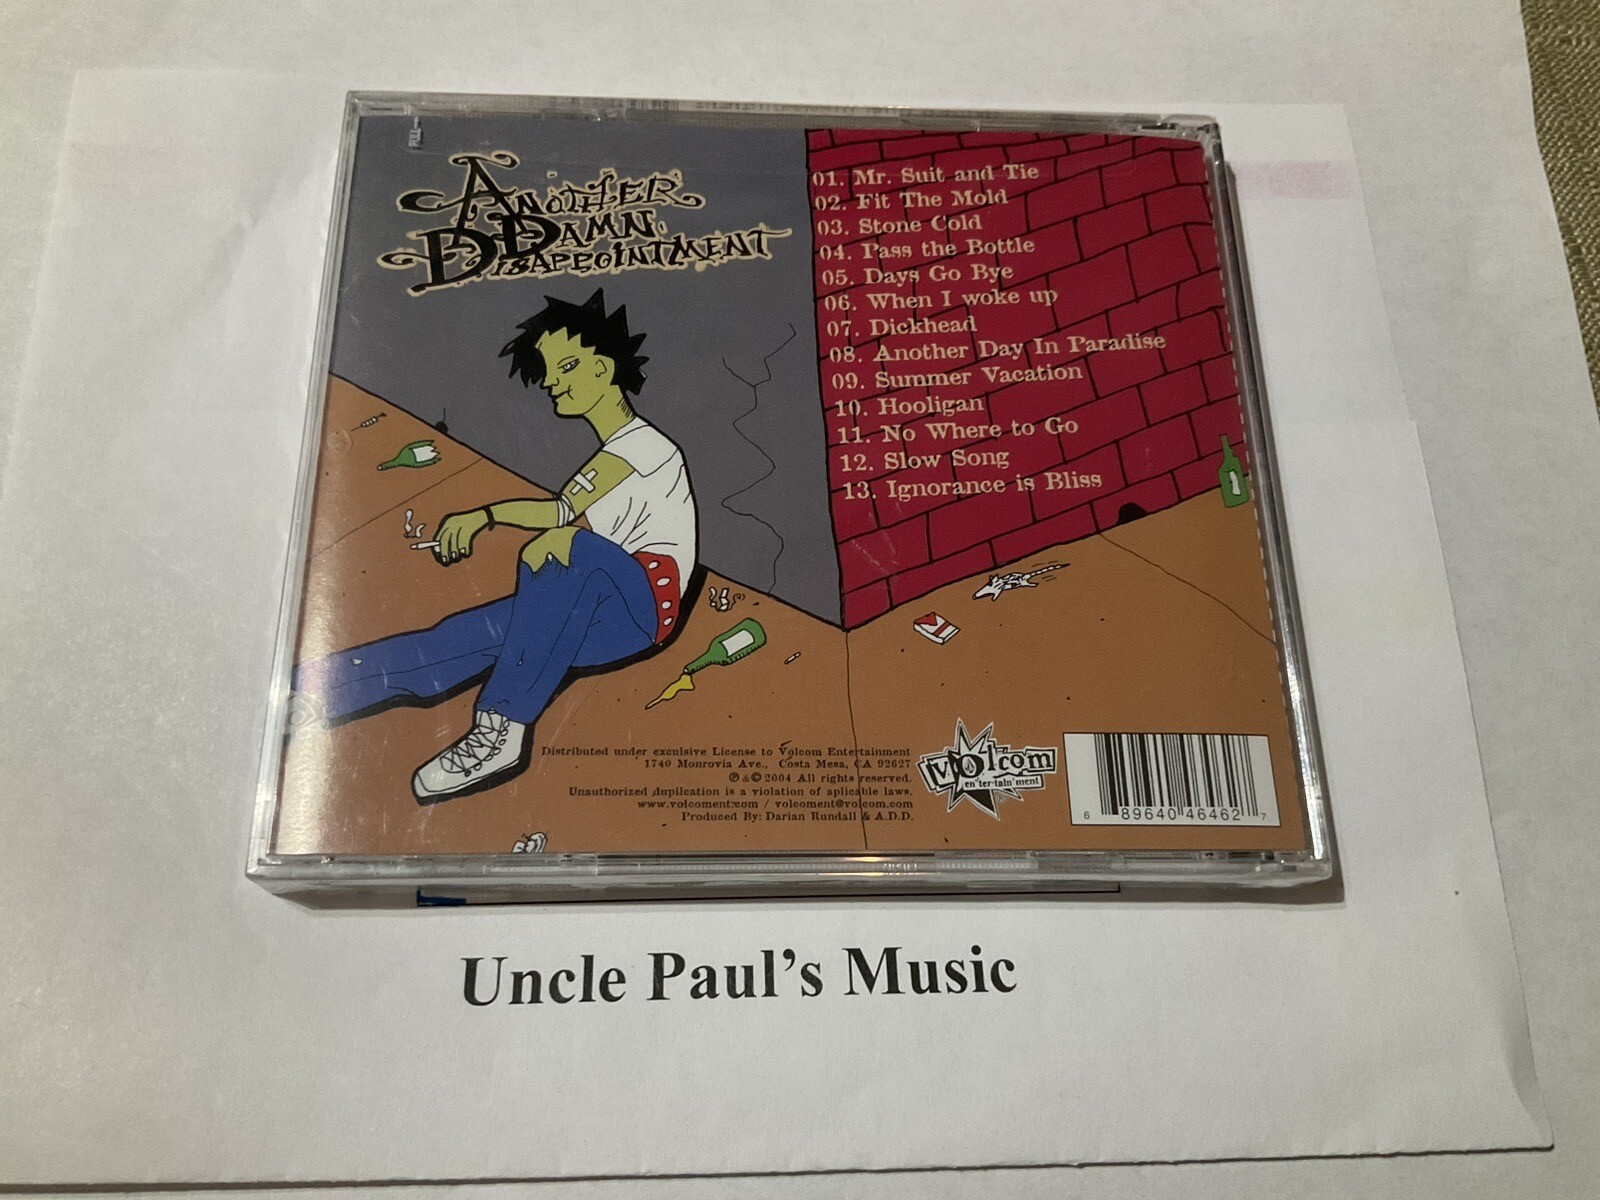 PULL
Another
Damn
Disappointment
01. Mr. Suit and Tie
02. Fit The Mold
03. Stone Cold
04. Pass the Bottle
05. Days Go Bye
06. When I woke up
07. Dickhead
08. Another Day In Paradise
09. Summer Vacation
10. Hooligan
11. No Where to Go
12. Slow Song
13. Ignorance is Bliss
Distributed under exculsive License to Volcom Entertainment
1740 Monrovia Ave., Costa Mesa, CA 92627
℗ & © 2004 All rights reserved.
Unauthorized dupilcation is a violation of aplicable laws.
www.volcoment.com / volcoment@volcom.com
Produced By: Darian Rundall & A.D.D.
volcom
en'ter·tain'ment
6 89640 46462 7
Uncle Paul's Music